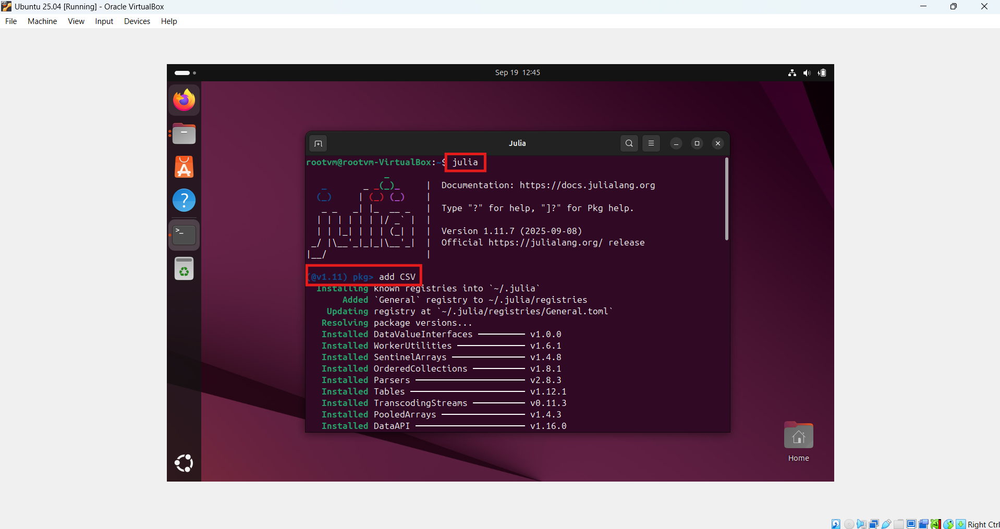 Ubuntu 25.04 [Running] - Oracle VirtualBox
File Machine View Input Devices Help
Sep 19 12:45
Julia
rootvm@rootvm-VirtualBox:~$ julia
Documentation: https://docs.julialang.org
Type "?" for help, "]?" for Pkg help.
Version 1.11.7 (2025-09-08)
Official https://julialang.org/ release
(@v1.11) pkg> add CSV
Installing known registries into `~/.julia`
Added `General` registry to ~/.julia/registries
Updating registry at `~/.julia/registries/General.toml`
Resolving package versions...
Installed DataValueInterfaces ───────── v1.0.0
Installed WorkerUtilities ───────────── v1.6.1
Installed SentinelArrays ────────────── v1.4.8
Installed OrderedCollections ────────── v1.8.1
Installed Parsers ───────────────────── v2.8.3
Installed Tables ────────────────────── v1.12.1
Installed TranscodingStreams ────────── v0.11.3
Installed PooledArrays ──────────────── v1.4.3
Installed DataAPI ───────────────────── v1.16.0
Home
Right Ctrl